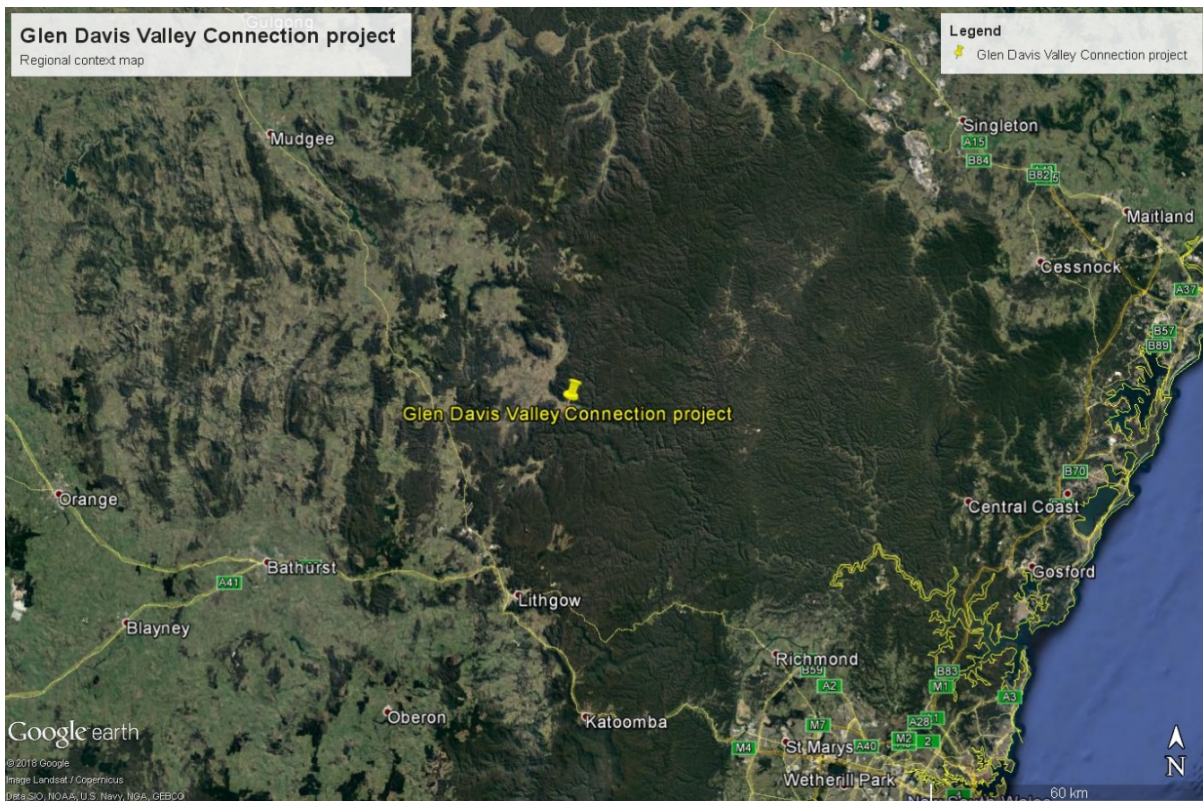 Gulgong
Glen Davis Valley Connection project
Regional context map
Legend
Glen Davis Valley Connection project
Mudgee
Singleton
A15
B84
B82
Maitland
Cessnock
A37
B57
B89
Glen Davis Valley Connection project
B70
Orange
Central Coast
Bathurst
A41
Gosford
Lithgow
Blayney
Richmond
B59
A2
B83
M1
A3
Oberon
Katoomba
M7
A28
M2
2
M4
St Marys
A40
Wetherill Park
Google earth
N
© 2018 Google
Image Landsat / Copernicus
Data SIO, NOAA, U.S. Navy, NGA, GEBCO
60 km